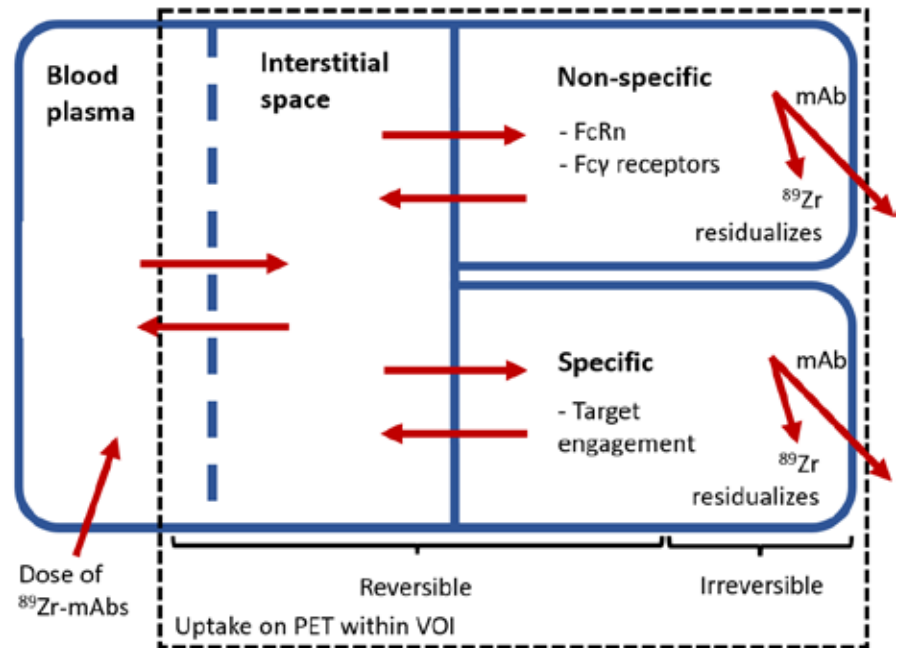 Blood
plasma
Interstitial
space
Non-specific
- FcRn
- Fcγ receptors
mAb
⁸⁹Zr
residualizes
Specific
- Target
engagement
mAb
⁸⁹Zr
residualizes
Dose of
⁸⁹Zr-mAbs
Reversible
Irreversible
Uptake on PET within VOI